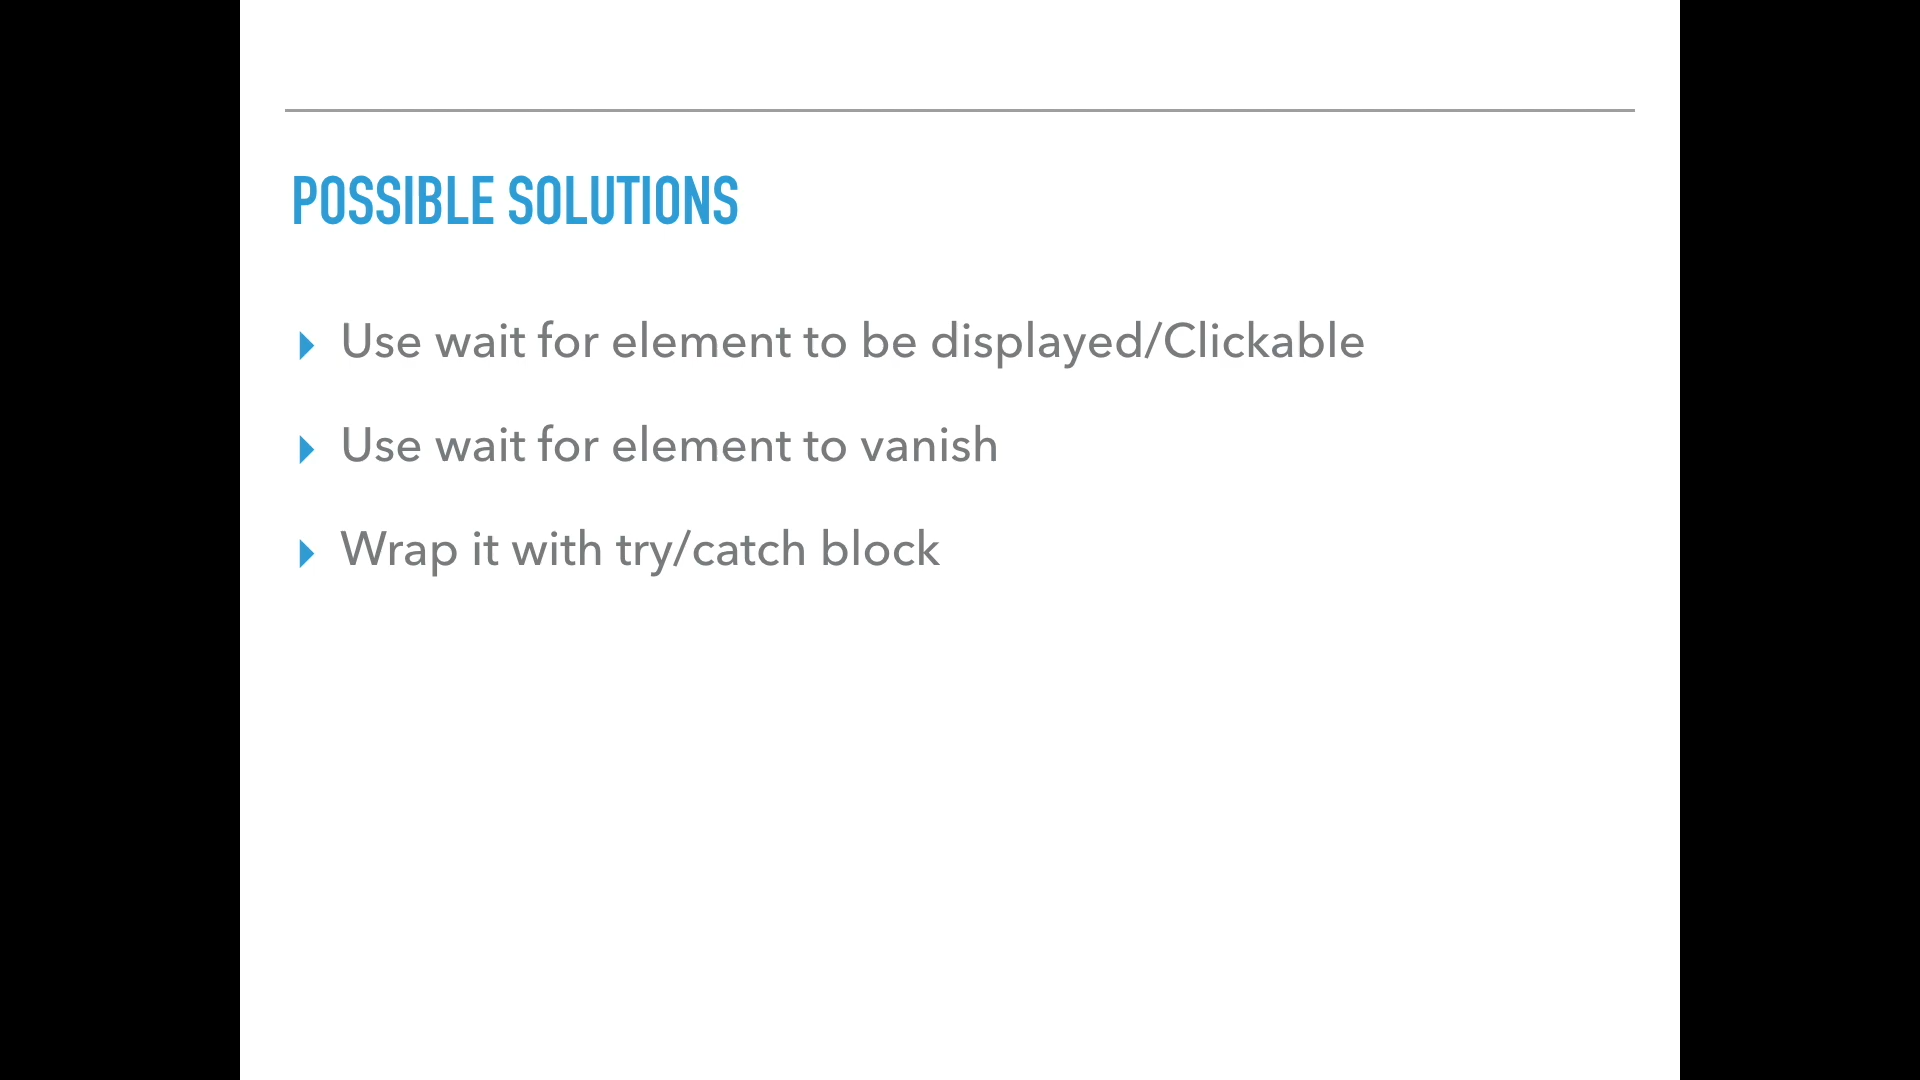 POSSIBLE SOLUTIONS
Use wait for element to be displayed/Clickable
Use wait for element to vanish
Wrap it with try/catch block